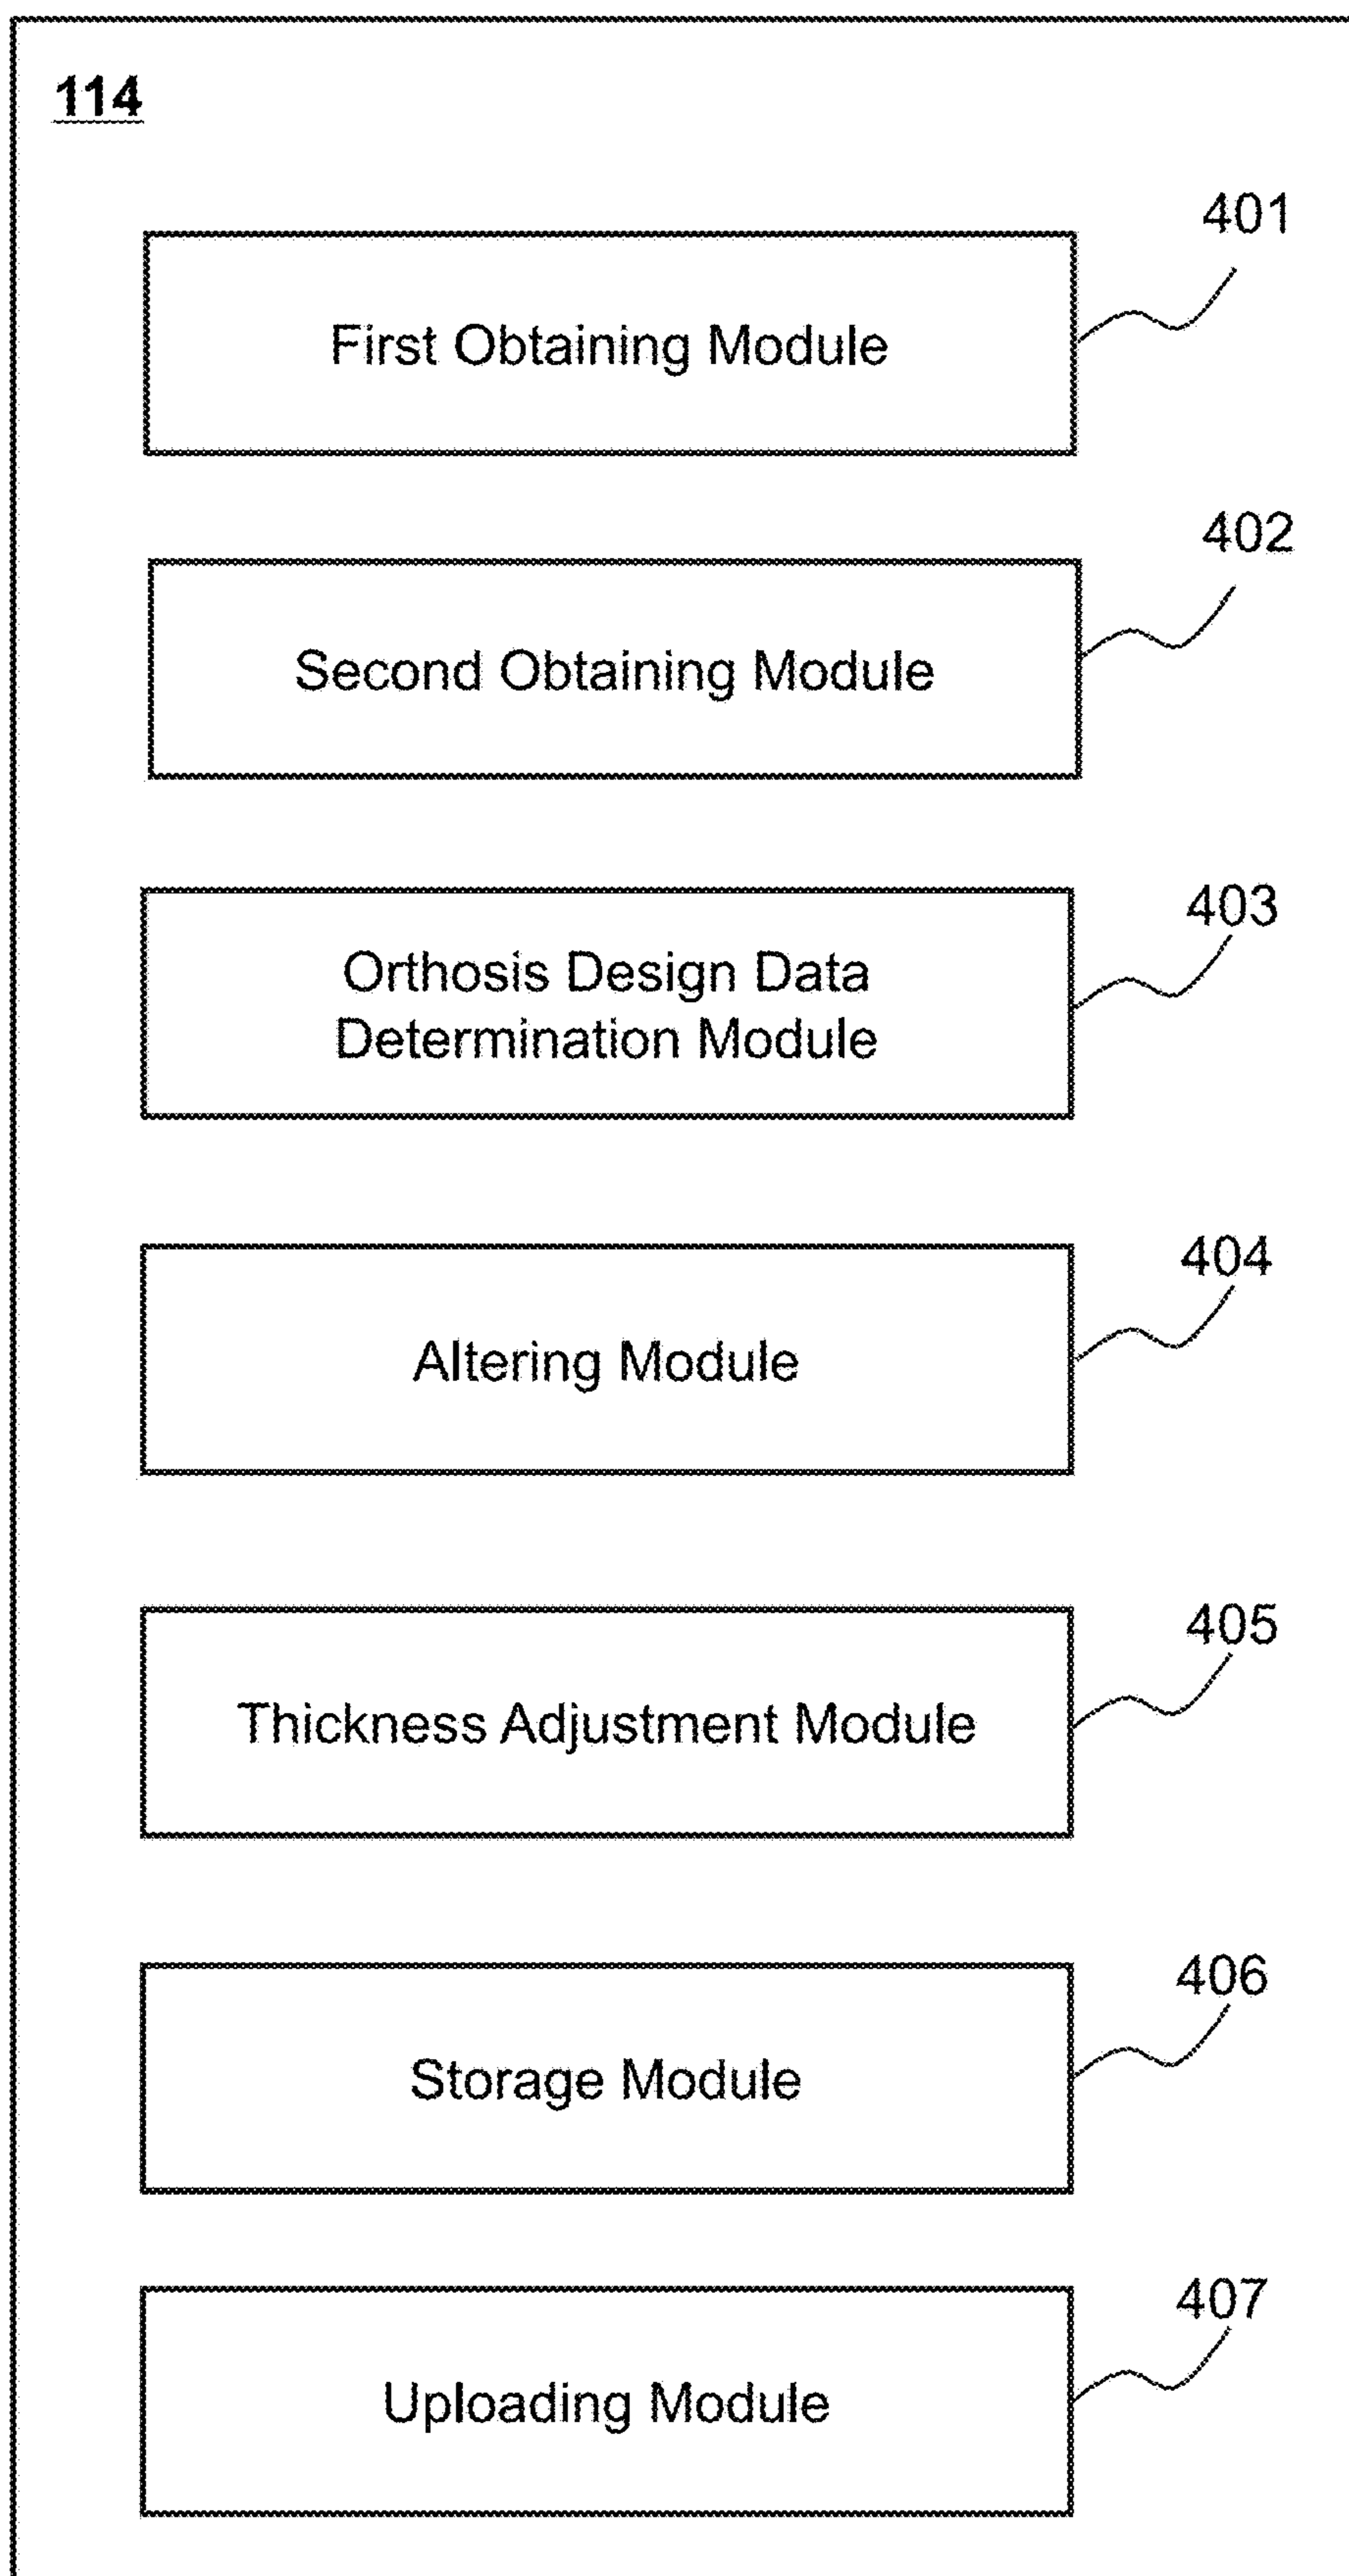 114
401
First Obtaining Module
402
Second Obtaining Module
403
Orthosis Design Data
Determination Module
404
Altering Module
405
Thickness Adjustment Module
406
Storage Module
407
Uploading Module